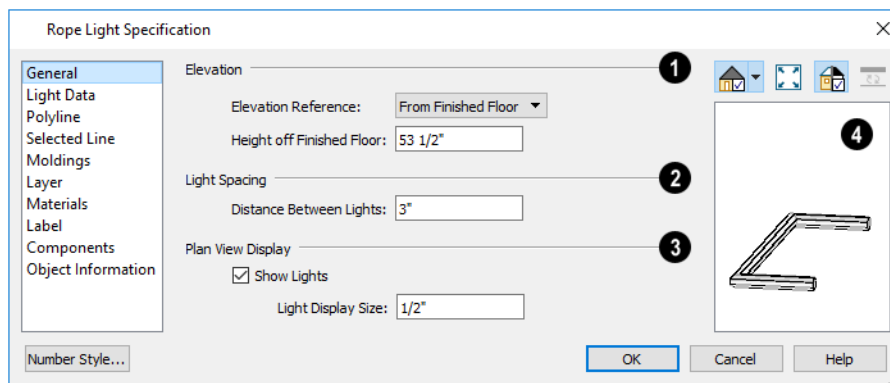 Rope Light Specification
General
Light Data
Polyline
Selected Line
Moldings
Layer
Materials
Label
Components
Object Information
Elevation
1
Elevation Reference: From Finished Floor
Height off Finished Floor: 53 1/2"
Light Spacing
2
Distance Between Lights: 3"
Plan View Display
3
Show Lights
Light Display Size: 1/2"
4
Number Style...
OK
Cancel
Help